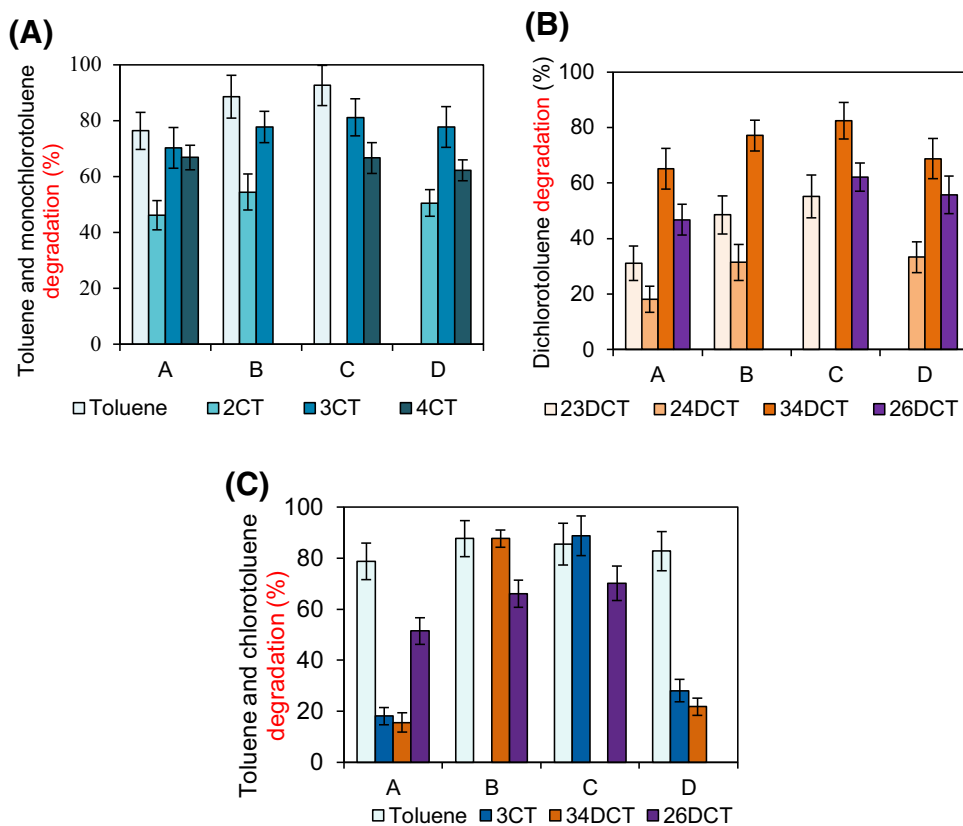 (A)
Toluene and monochlorotoluene
degradation (%)
100
80
60
40
20
0
A B C D
Toluene 2CT 3CT 4CT
(B)
Dichlorotoluene degradation (%)
100
80
60
40
20
0
A B C D
23DCT 24DCT 34DCT 26DCT
(C)
Toluene and chlorotoluene
degradation (%)
100
80
60
40
20
0
A B C D
Toluene 3CT 34DCT 26DCT